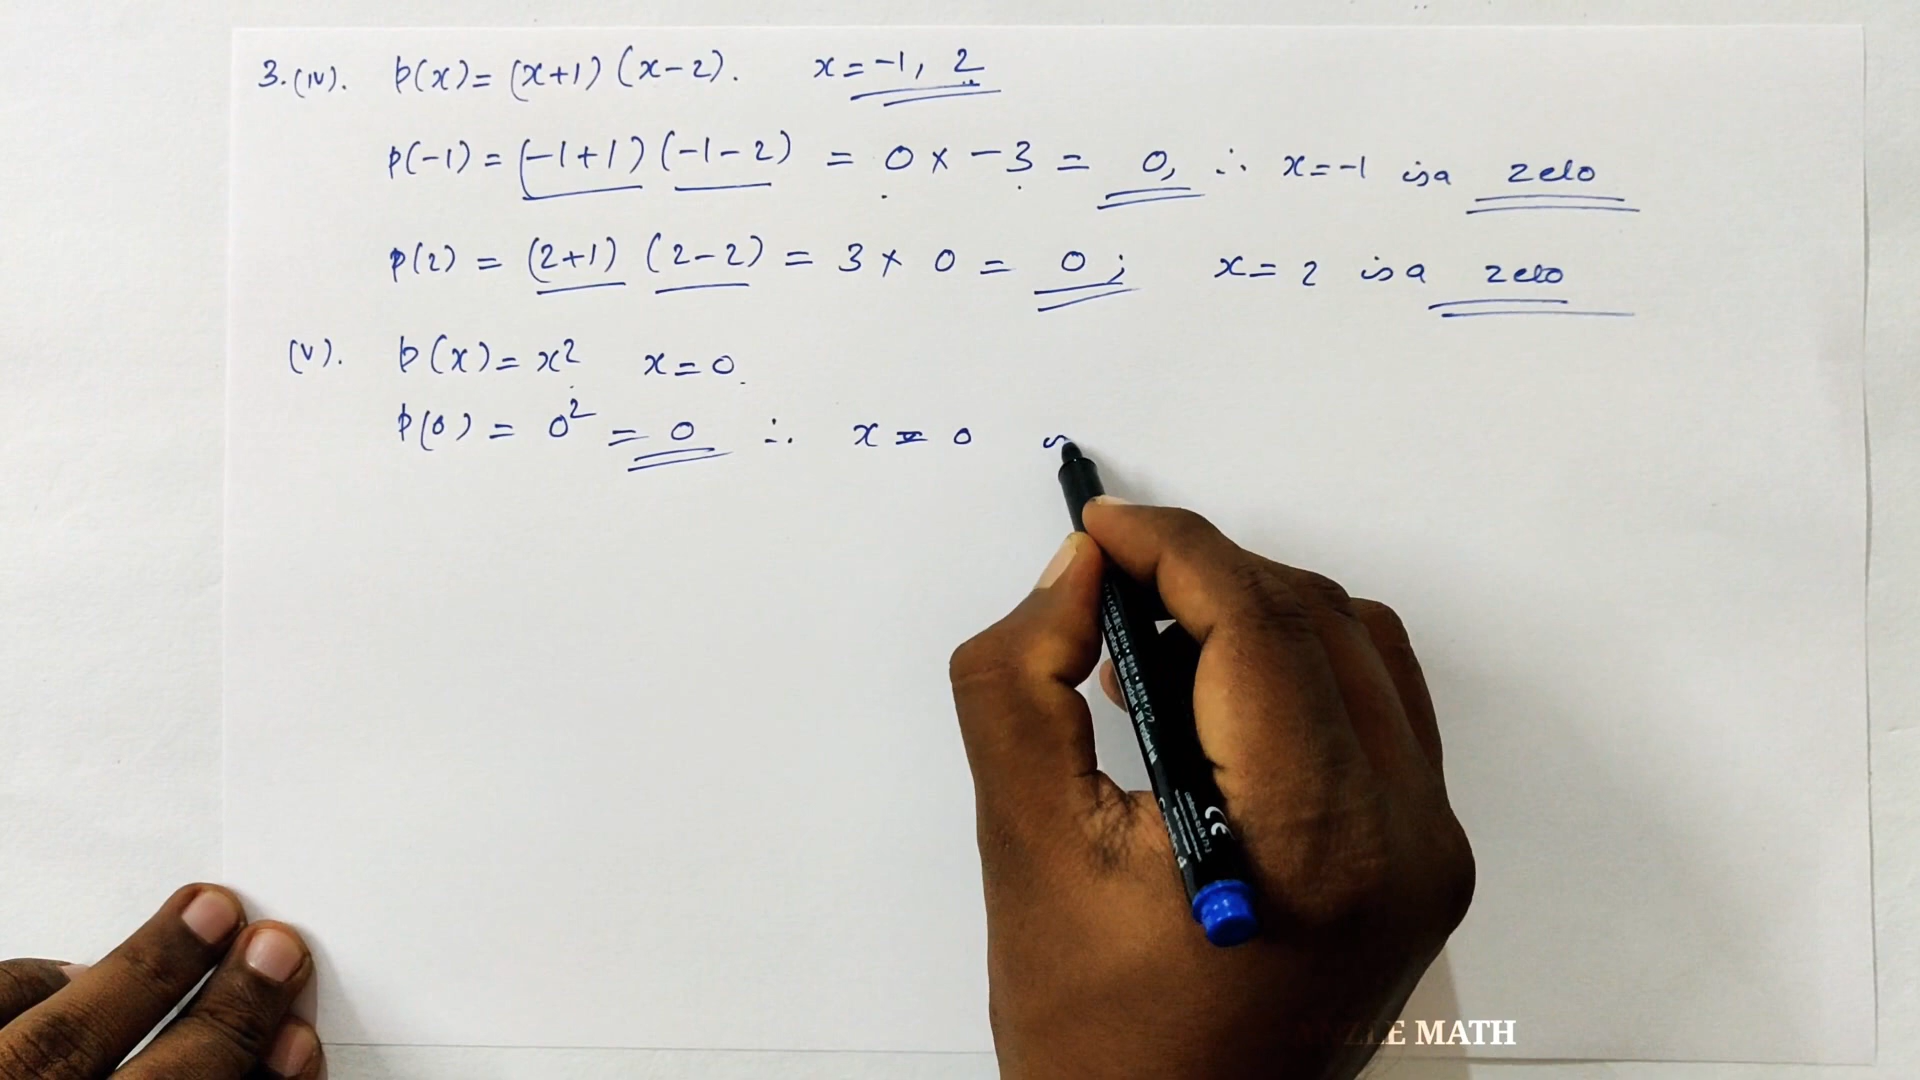 3.(iv). p(x)=(x+1)(x-2). x=-1, 2
p(-1)=(-1+1)(-1-2) = 0 × -3 = 0, ∴ x=-1 is a zero
p(2) = (2+1) (2-2) = 3 × 0 = 0; x= 2 is a zero
(v). p(x)=x² x=0.
p(0) = 0² = 0 ∴ x = 0
CE
MATH